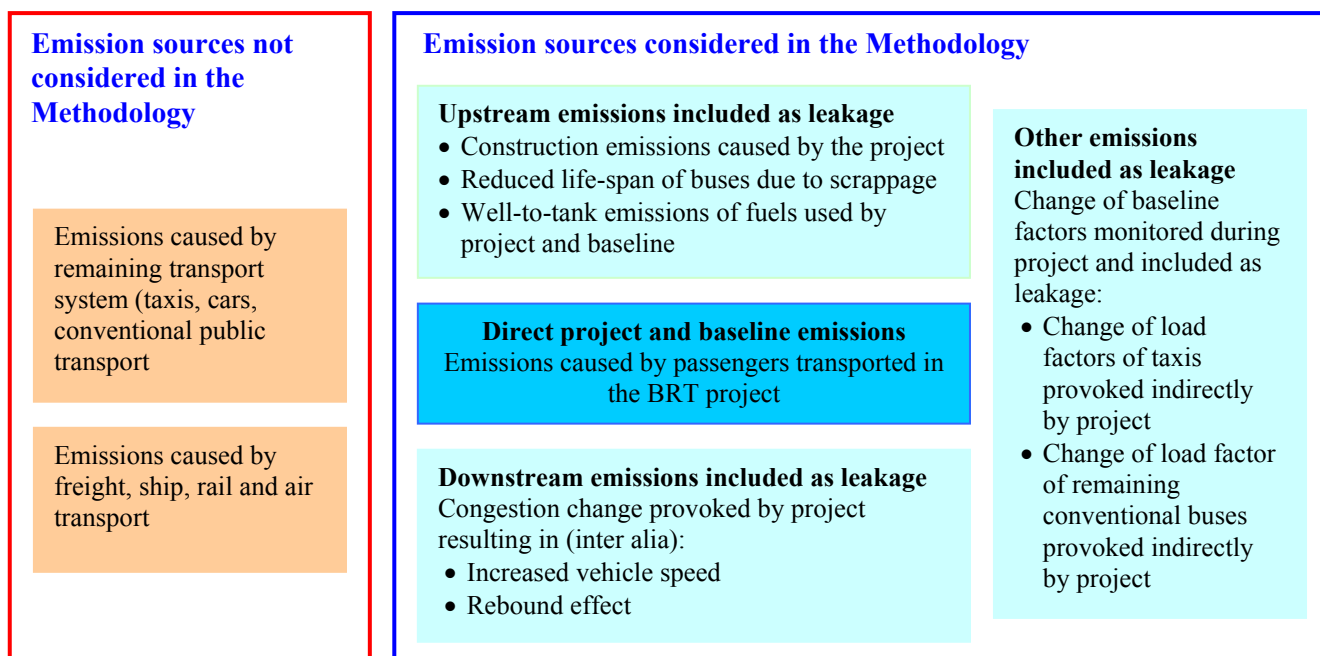 Emission sources not
considered in the
Methodology
Emissions caused by
remaining transport
system (taxis, cars,
conventional public
transport
Emissions caused by
freight, ship, rail and air
transport
Emission sources considered in the Methodology
Upstream emissions included as leakage
• Construction emissions caused by the project
• Reduced life-span of buses due to scrappage
• Well-to-tank emissions of fuels used by
project and baseline
Direct project and baseline emissions
Emissions caused by passengers transported in
the BRT project
Downstream emissions included as leakage
Congestion change provoked by project
resulting in (inter alia):
• Increased vehicle speed
• Rebound effect
Other emissions
included as leakage
Change of baseline
factors monitored during
project and included as
leakage:
• Change of load
factors of taxis
provoked indirectly
by project
• Change of load factor
of remaining
conventional buses
provoked indirectly
by project